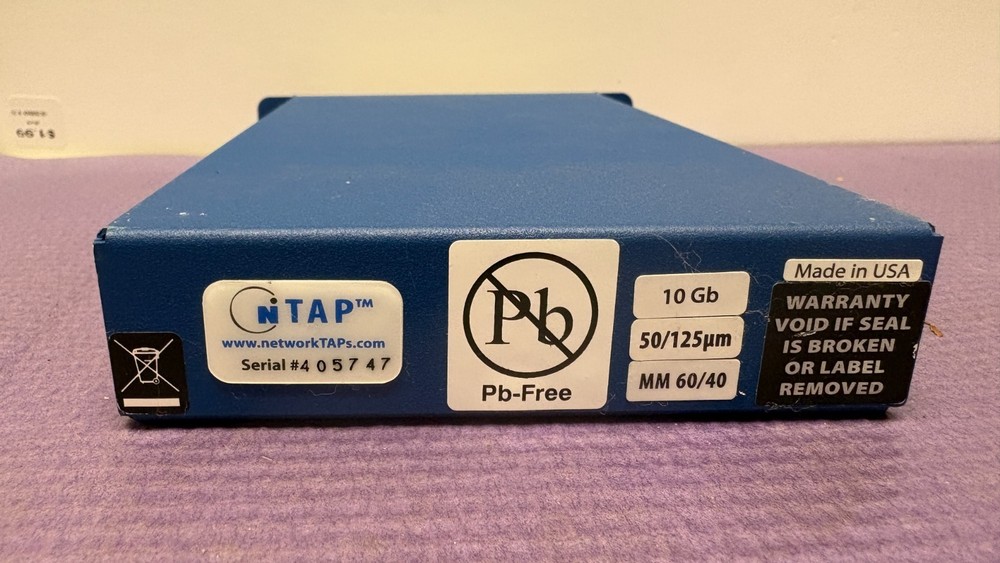 $1.99
nTAP™
www.networkTAPs.com
Serial #405747
Pb
Pb-Free
10 Gb
50/125µm
MM 60/40
Made in USA
WARRANTY
VOID IF SEAL
IS BROKEN
OR LABEL
REMOVED